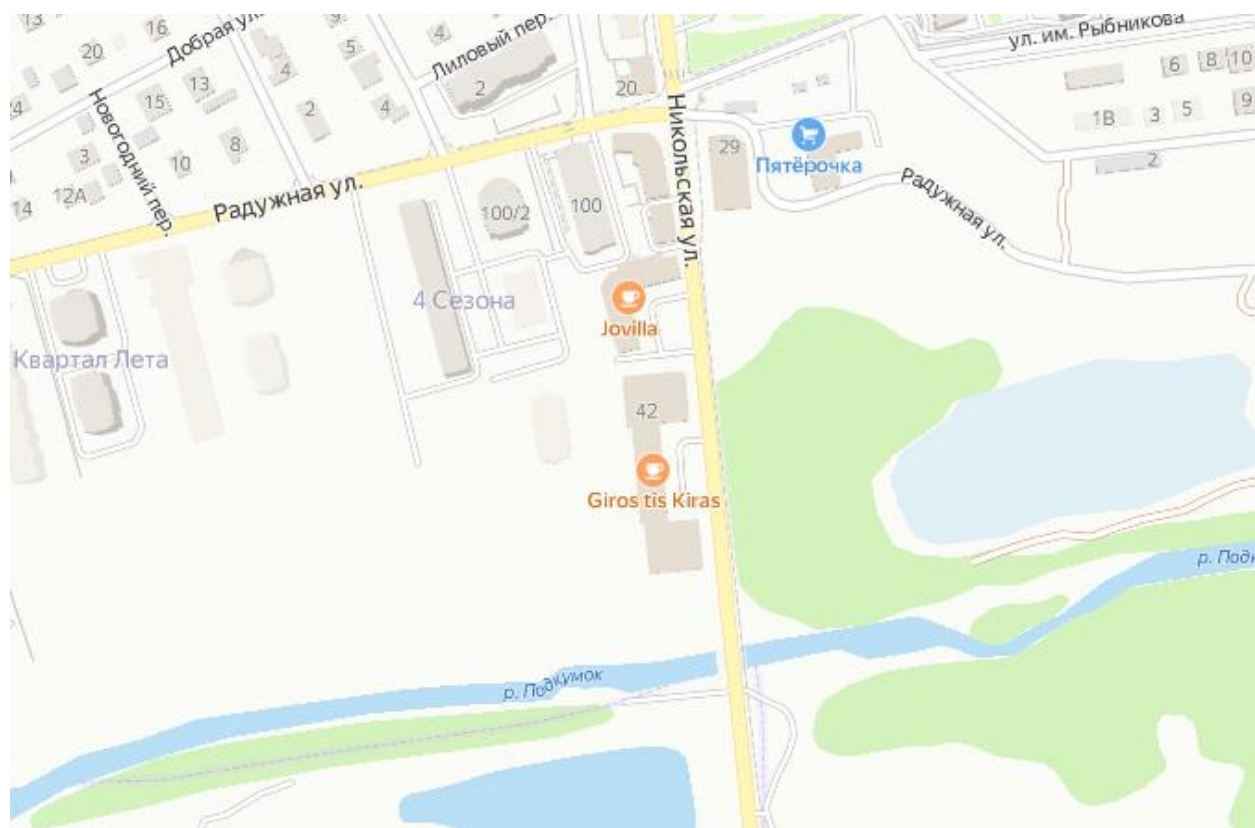 13
16
20
Добрая ул.
5
4
Лиловый пер.
ул. им. Рыбникова
4
13
15
2
4
2
20
6
8
10
Никольская ул.
1В
3
5
9
Новогодний пер.
3
10
8
29
Пятёрочка
2
14
12А
Радужная ул.
100/2
100
Радужная ул.
4 Сезона
Jovilla
Квартал Лета
42
Giros tis Kiras
р. Подкумок